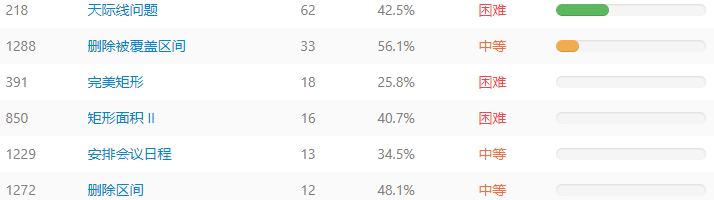 218 天际线问题 62 42.5% 困难
1288 删除被覆盖区间 33 56.1% 中等
391 完美矩形 18 25.8% 困难
850 矩形面积 II 16 40.7% 困难
1229 安排会议日程 13 34.5% 中等
1272 删除区间 12 48.1% 中等